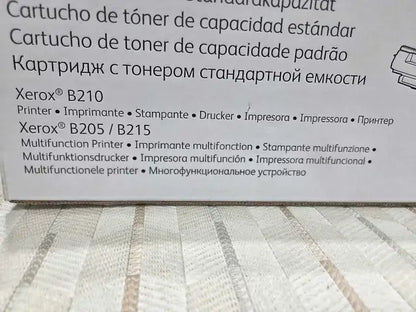 Cartucho de tóner de capacidad estándar
Cartucho de toner de capacidade padrão
Картридж с тонером стандартной емкости
Xerox® B210
Printer • Imprimante • Stampante • Drucker • Impresora • Impressora • Принтер
Xerox® B205 / B215
Multifunction Printer • Imprimante multifonction • Stampante multifunzione •
Multifunktionsdrucker • Impresora multifunción • Impressora multifuncional •
Multifunctionele printer • Многофункциональное устройство